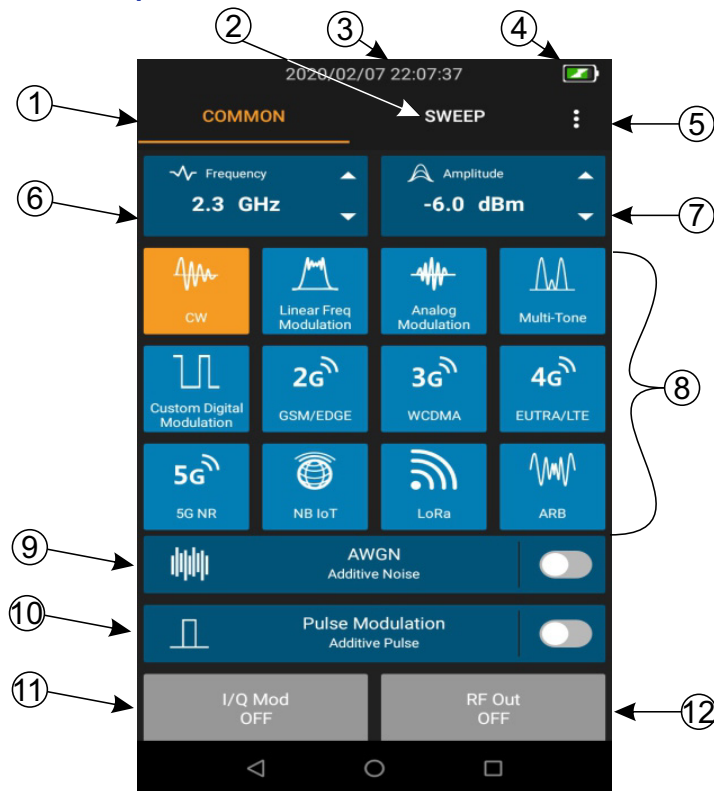 2 3 4
2020/02/07 22:07:37
1 COMMON SWEEP 5
6 Frequency Amplitude
2.3 GHz -6.0 dBm 7
CW Linear Freq Analog Multi-Tone
Modulation Modulation
2G 3G 4G 8
Custom Digital GSM/EDGE WCDMA EUTRA/LTE
Modulation
5G
5G NR NB IoT LoRa ARB
9 AWGN
Additive Noise
10 Pulse Modulation
Additive Pulse
11 I/Q Mod RF Out
OFF OFF 12